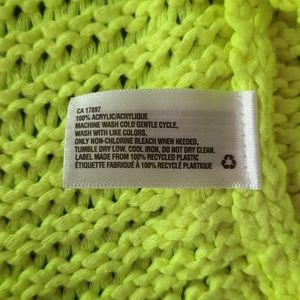 CA 17897
100% ACRYLIC/ACRYLIQUE
MACHINE WASH COLD GENTLE CYCLE,
WASH WITH LIKE COLORS,
ONLY NON-CHLORINE BLEACH WHEN NEEDED,
TUMBLE DRY LOW. COOL IRON, DO NOT DRY CLEAN.
LABEL MADE FROM 100% RECYCLED PLASTIC
ÉTIQUETTE FABRIQUÉ À 100% RECYCLÉ PLASTIQUE